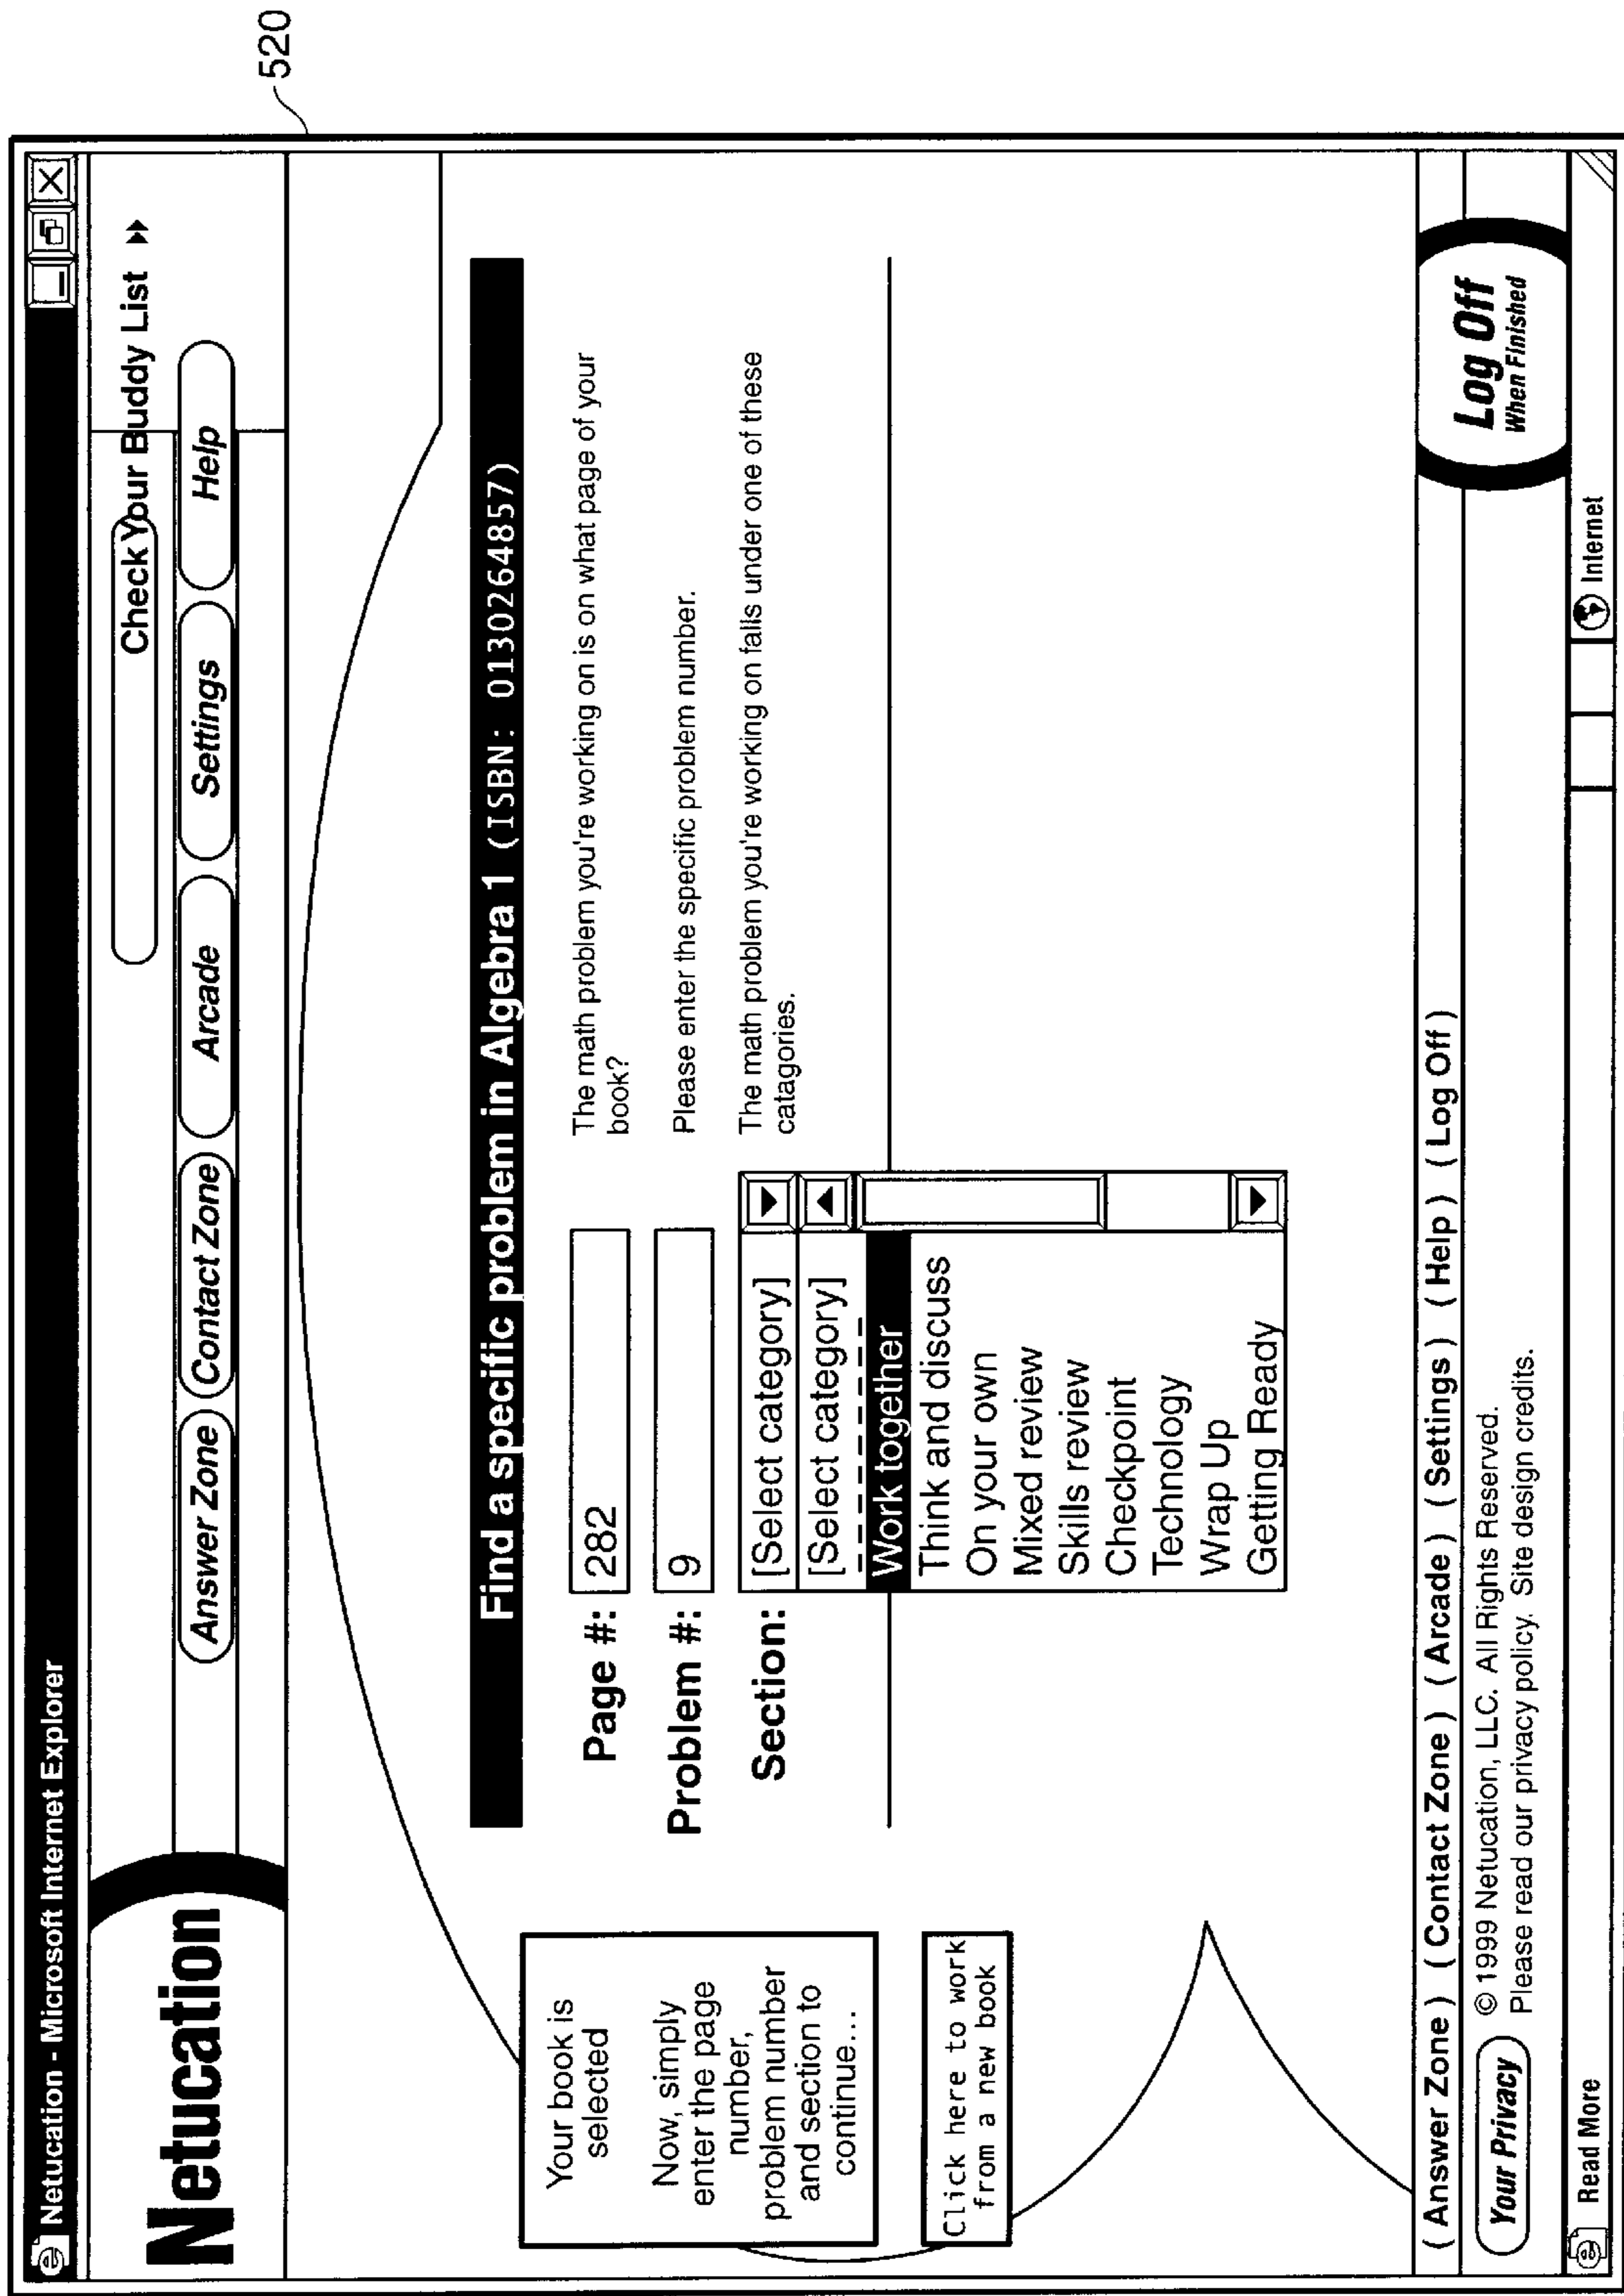 520
Netucation - Microsoft Internet Explorer
Netucation
Check Your Buddy List
Answer Zone Contact Zone Arcade Settings Help
Your book is
selected
Now, simply
enter the page
number,
problem number
and section to
continue...
Click here to work
from a new book
Find a specific problem in Algebra 1 (ISBN: 0130264857)
Page #: 282 The math problem you're working on is on what page of your
book?
Problem #: 9 Please enter the specific problem number.
Section: [Select category] The math problem you're working on falls under one of these
catagories.
[Select category]
Work together
Think and discuss
On your own
Mixed review
Skills review
Checkpoint
Technology
Wrap Up
Getting Ready
( Answer Zone ) ( Contact Zone ) ( Arcade ) ( Settings ) ( Help ) ( Log Off )
Your Privacy © 1999 Netucation, LLC. All Rights Reserved.
Please read our privacy policy. Site design credits.
Log Off
When Finished
Read More Internet